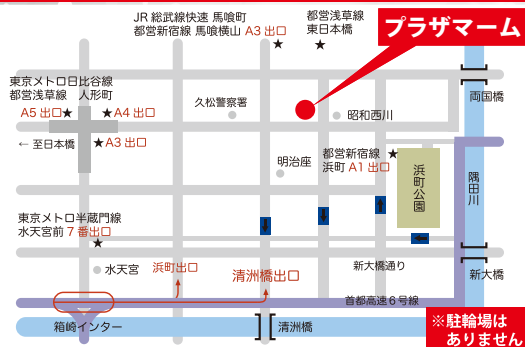 JR 総武線快速 馬喰町
都営新宿線 馬喰横山 A3 出口
★
都営浅草線
東日本橋
★
プラザマーム
東京メトロ日比谷線
都営浅草線 人形町
A5 出口★
★A4 出口
← 至日本橋
★A3 出口
久松警察署
昭和西川
両国橋
明治座
都営新宿線 ★
浜町 A1 出口
浜町公園
隅田川
東京メトロ半蔵門線
水天宮前 7 番出口
★
水天宮
浜町出口
清洲橋出口
新大橋通り
新大橋
首都高速 6 号線
箱崎インター
清洲橋
※駐輪場は
ありません